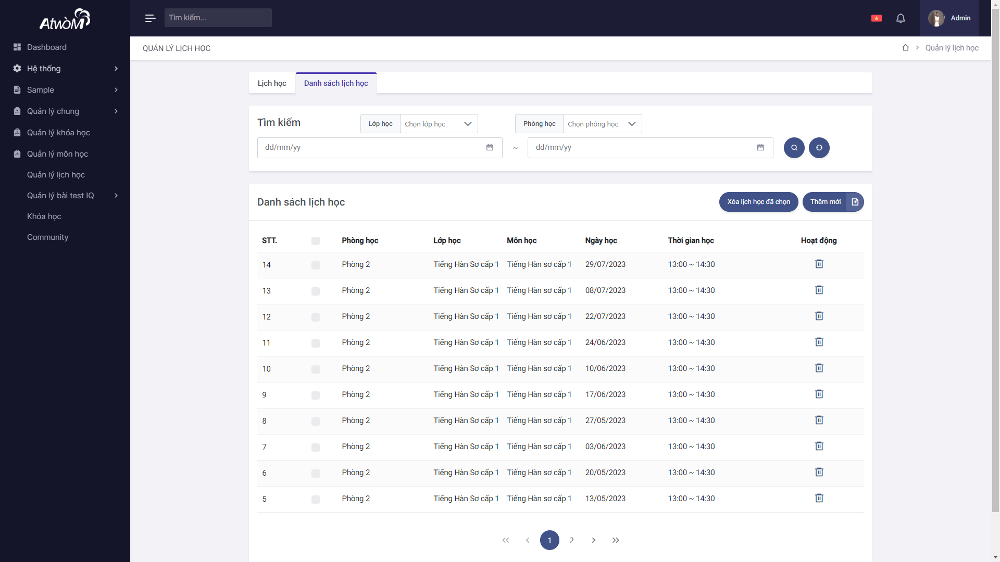 AtwòM
Tìm kiếm...
Admin
Dashboard
Hệ thống
Sample
Quản lý chung
Quản lý khóa học
Quản lý môn học
Quản lý lịch học
Quản lý bài test IQ
Khóa học
Community
QUẢN LÝ LỊCH HỌC
Quản lý lịch học
Lịch học
Danh sách lịch học
Tìm kiếm
Lớp học
Chọn lớp học
Phòng học
Chọn phòng học
dd/mm/yy
~
dd/mm/yy
Danh sách lịch học
Xóa lịch học đã chọn
Thêm mới
STT. Phòng học Lớp học Môn học Ngày học Thời gian học Hoạt động
14 Phòng 2 Tiếng Hàn Sơ cấp 1 Tiếng Hàn sơ cấp 1 29/07/2023 13:00 ~ 14:30
13 Phòng 2 Tiếng Hàn Sơ cấp 1 Tiếng Hàn sơ cấp 1 08/07/2023 13:00 ~ 14:30
12 Phòng 2 Tiếng Hàn Sơ cấp 1 Tiếng Hàn sơ cấp 1 22/07/2023 13:00 ~ 14:30
11 Phòng 2 Tiếng Hàn Sơ cấp 1 Tiếng Hàn sơ cấp 1 24/06/2023 13:00 ~ 14:30
10 Phòng 2 Tiếng Hàn Sơ cấp 1 Tiếng Hàn sơ cấp 1 10/06/2023 13:00 ~ 14:30
9 Phòng 2 Tiếng Hàn Sơ cấp 1 Tiếng Hàn sơ cấp 1 17/06/2023 13:00 ~ 14:30
8 Phòng 2 Tiếng Hàn Sơ cấp 1 Tiếng Hàn sơ cấp 1 27/05/2023 13:00 ~ 14:30
7 Phòng 2 Tiếng Hàn Sơ cấp 1 Tiếng Hàn sơ cấp 1 03/06/2023 13:00 ~ 14:30
6 Phòng 2 Tiếng Hàn Sơ cấp 1 Tiếng Hàn sơ cấp 1 20/05/2023 13:00 ~ 14:30
5 Phòng 2 Tiếng Hàn Sơ cấp 1 Tiếng Hàn sơ cấp 1 13/05/2023 13:00 ~ 14:30
1 2